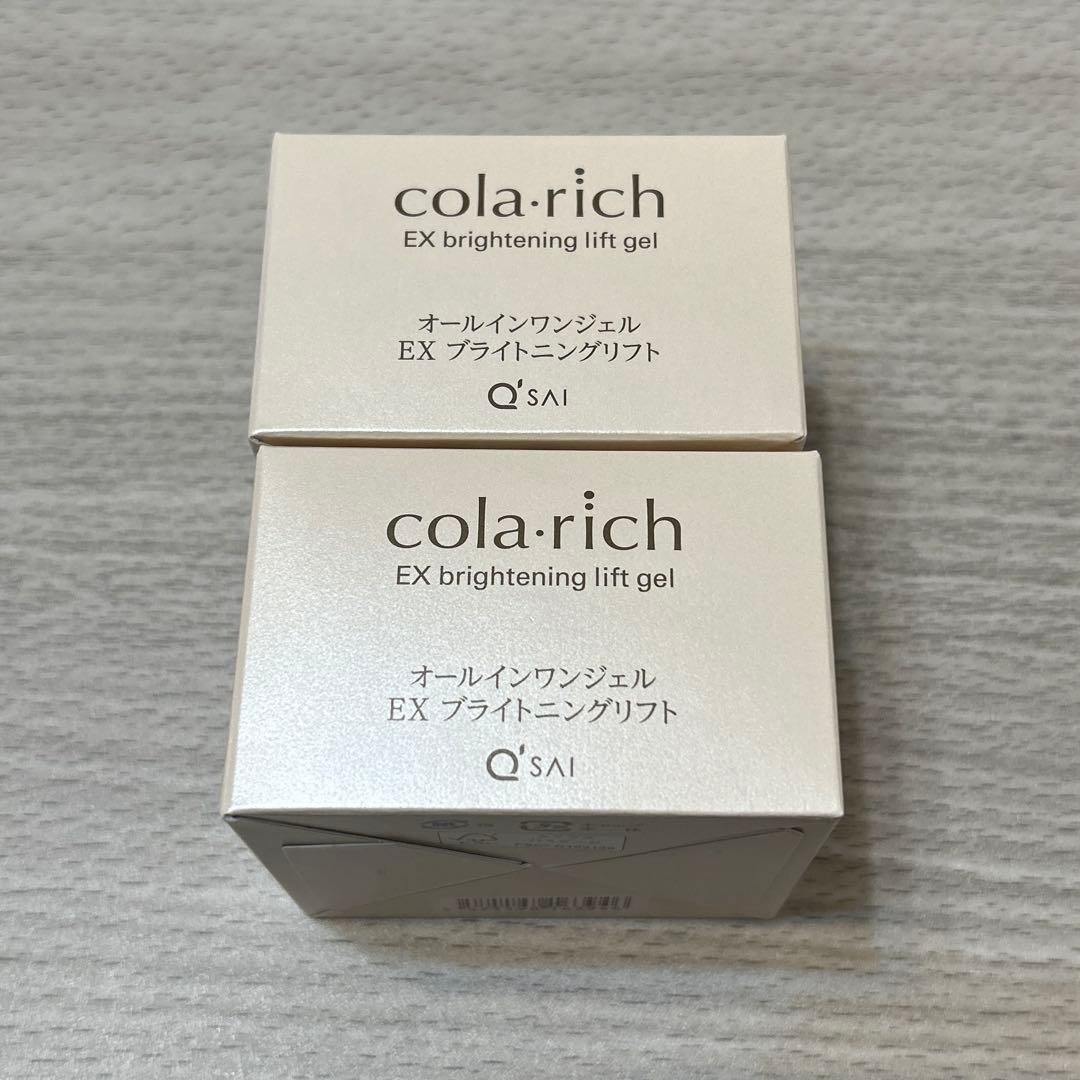 cola·rich
EX brightening lift gel
オールインワンジェル
EX ブライトニングリフト
Q'SAI
cola·rich
EX brightening lift gel
オールインワンジェル
EX ブライトニングリフト
Q'SAI